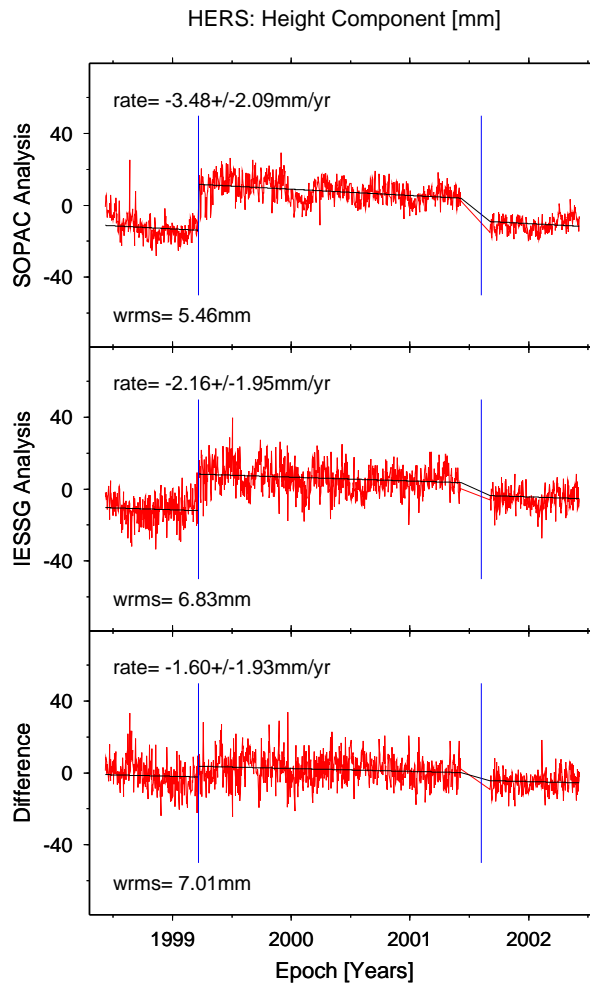 HERS: Height Component [mm]
rate= -3.48+/-2.09mm/yr
40
0
-40
SOPAC Analysis
wrms= 5.46mm
rate= -2.16+/-1.95mm/yr
40
0
-40
IESSG Analysis
wrms= 6.83mm
rate= -1.60+/-1.93mm/yr
40
0
-40
Difference
wrms= 7.01mm
1999 2000 2001 2002
Epoch [Years]